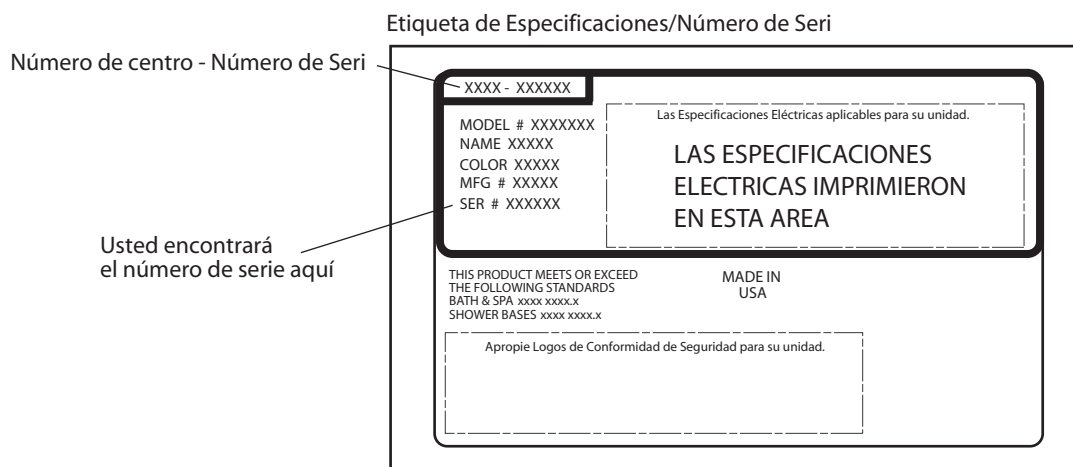 Etiqueta de Especificaciones/Número de Seri
Número de centro - Número de Seri
XXXX - XXXXXX
MODEL # XXXXXXX
NAME XXXXX
COLOR XXXXX
MFG # XXXXX
SER # XXXXXX
Las Especificaciones Eléctricas aplicables para su unidad.
LAS ESPECIFICACIONES
ELECTRICAS IMPRIMIERON
EN ESTA AREA
Usted encontrará
el número de serie aquí
THIS PRODUCT MEETS OR EXCEED
THE FOLLOWING STANDARDS
BATH & SPA xxxx xxxx.x
SHOWER BASES xxxx xxxx.x
MADE IN
USA
Apropie Logos de Conformidad de Seguridad para su unidad.